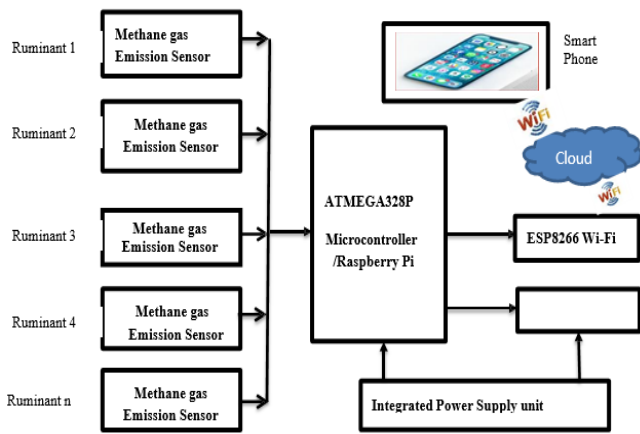 Ruminant 1
Methane gas
Emission Sensor
Ruminant 2
Methane gas
Emission Sensor
Ruminant 3
Methane gas
Emission Sensor
Ruminant 4
Methane gas
Emission Sensor
Ruminant n
Methane gas
Emission Sensor
ATMEGA328P
Microcontroller
/Raspberry Pi
Smart
Phone
WiFi
Cloud
WiFi
ESP8266 Wi-Fi
Integrated Power Supply unit